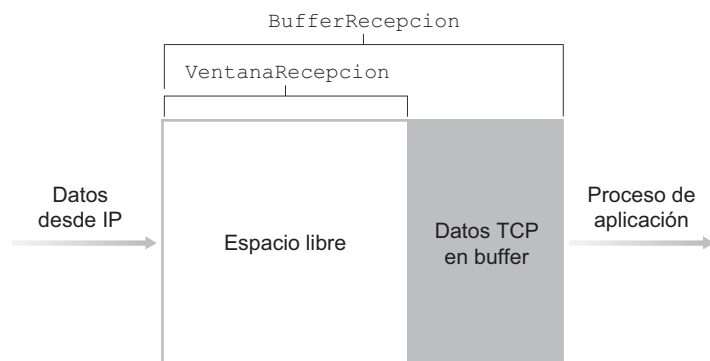 BufferRecepcion
VentanaRecepcion
Datos
desde IP
Espacio libre
Datos TCP
en buffer
Proceso de
aplicación